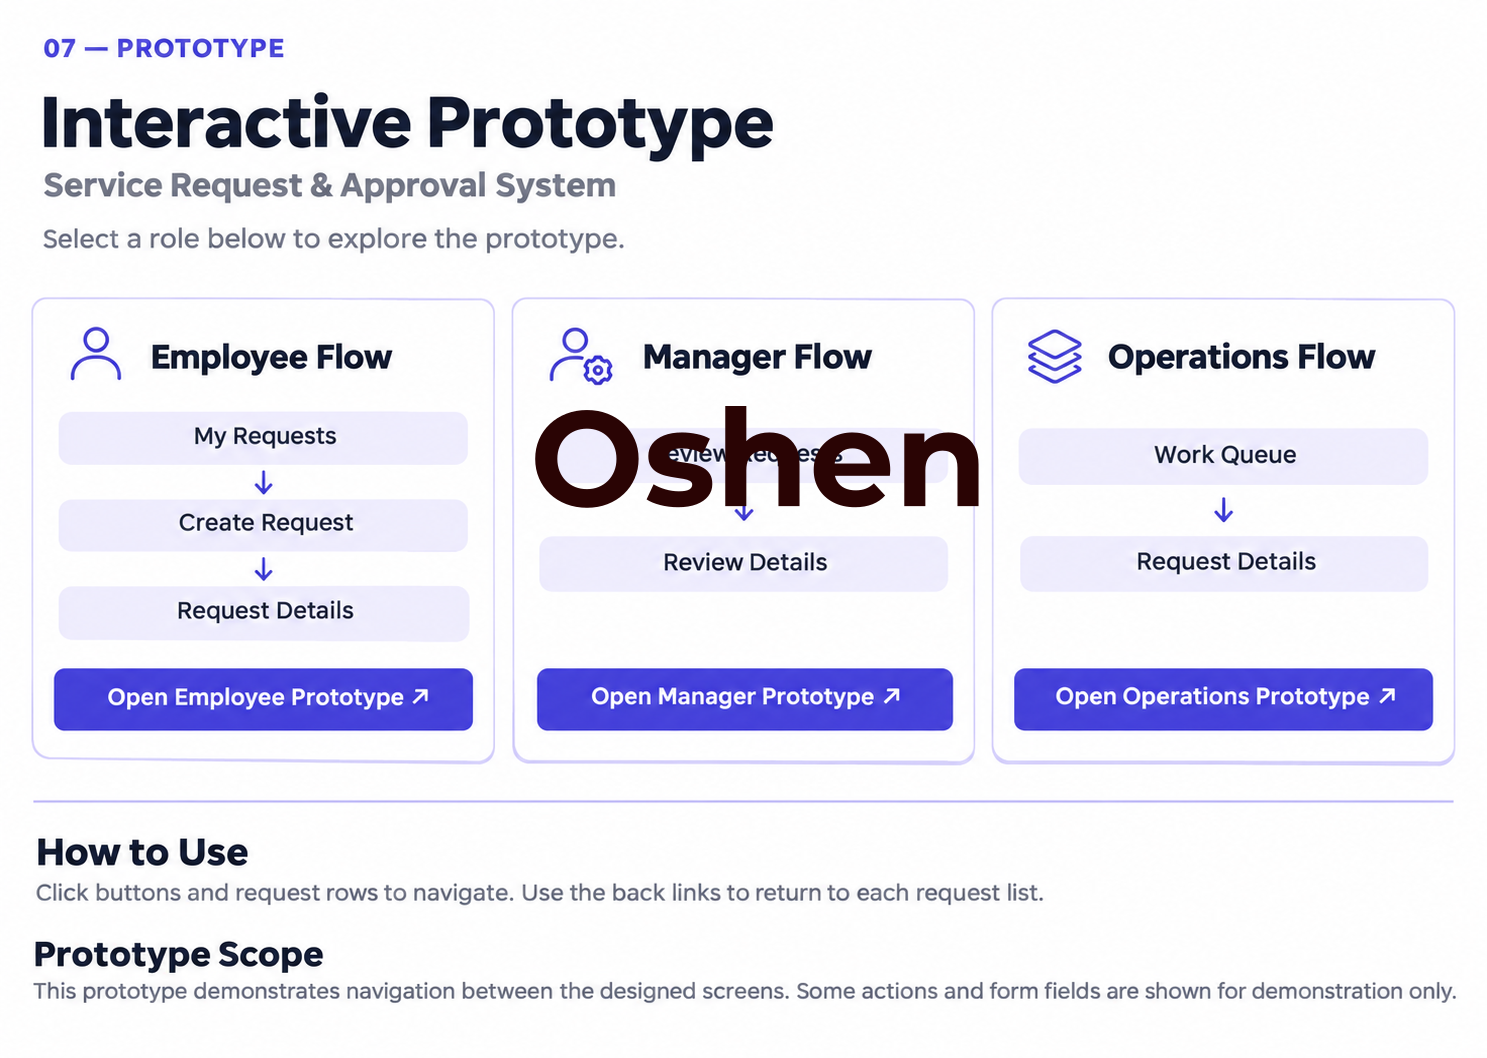 07 — PROTOTYPE
Interactive Prototype
Service Request & Approval System
Select a role below to explore the prototype.
Employee Flow
My Requests
Create Request
Request Details
Open Employee Prototype ↗
Manager Flow
Oshen
Review Details
Open Manager Prototype ↗
Operations Flow
Work Queue
Request Details
Open Operations Prototype ↗
How to Use
Click buttons and request rows to navigate. Use the back links to return to each request list.
Prototype Scope
This prototype demonstrates navigation between the designed screens. Some actions and form fields are shown for demonstration only.